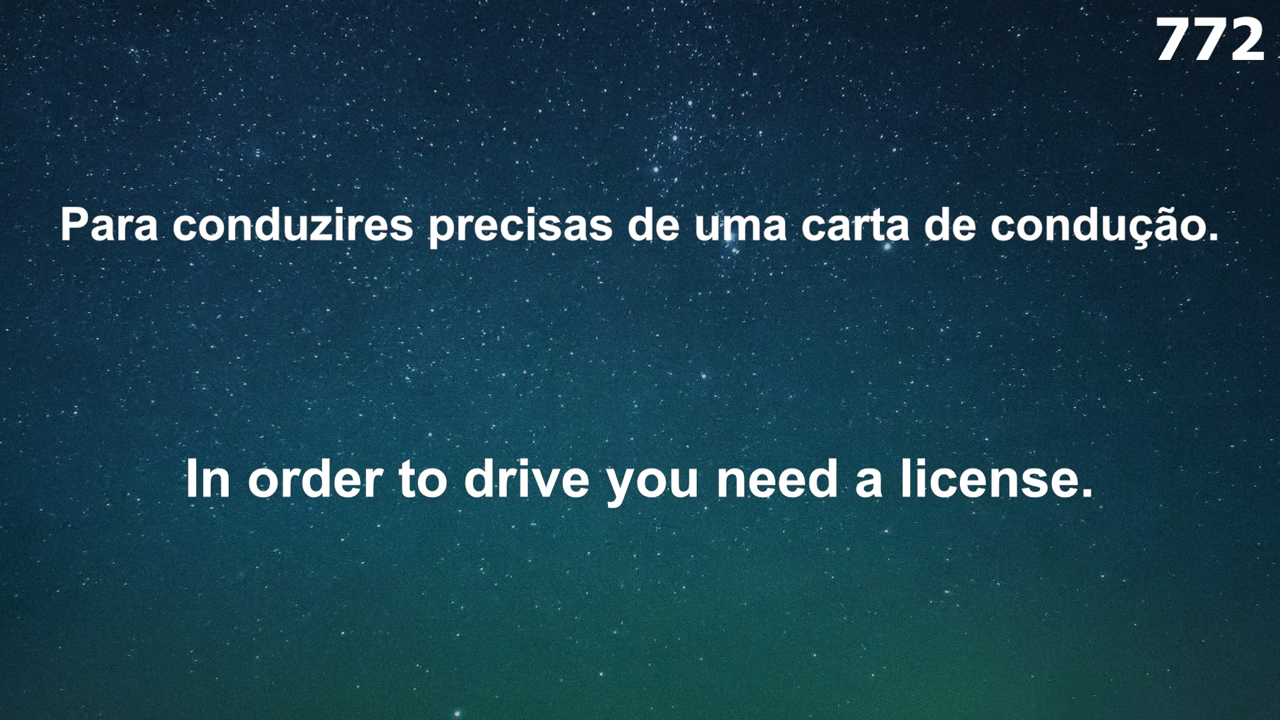 772
Para conduzires precisas de uma carta de condução.
In order to drive you need a license.